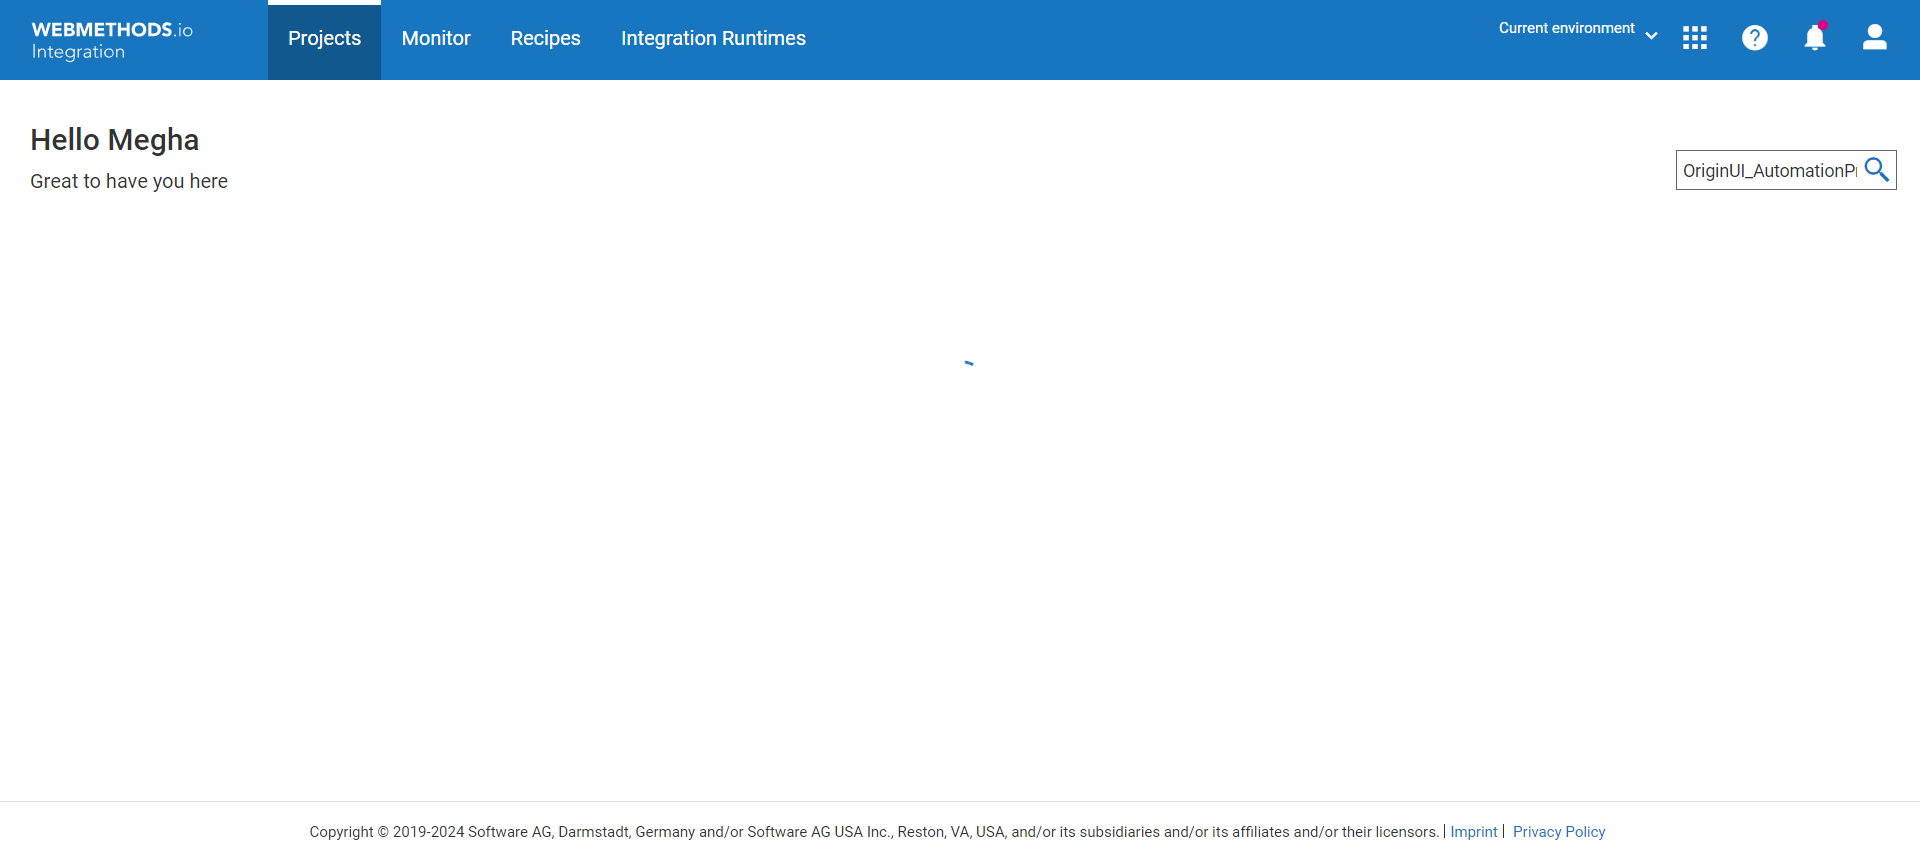 WEBMETHODS.io
Integration
Projects
Monitor
Recipes
Integration Runtimes
Current environment
Hello Megha
Great to have you here
OriginUI_AutomationPr
Copyright © 2019-2024 Software AG, Darmstadt, Germany and/or Software AG USA Inc., Reston, VA, USA, and/or its subsidiaries and/or its affiliates and/or their licensors. | Imprint | Privacy Policy